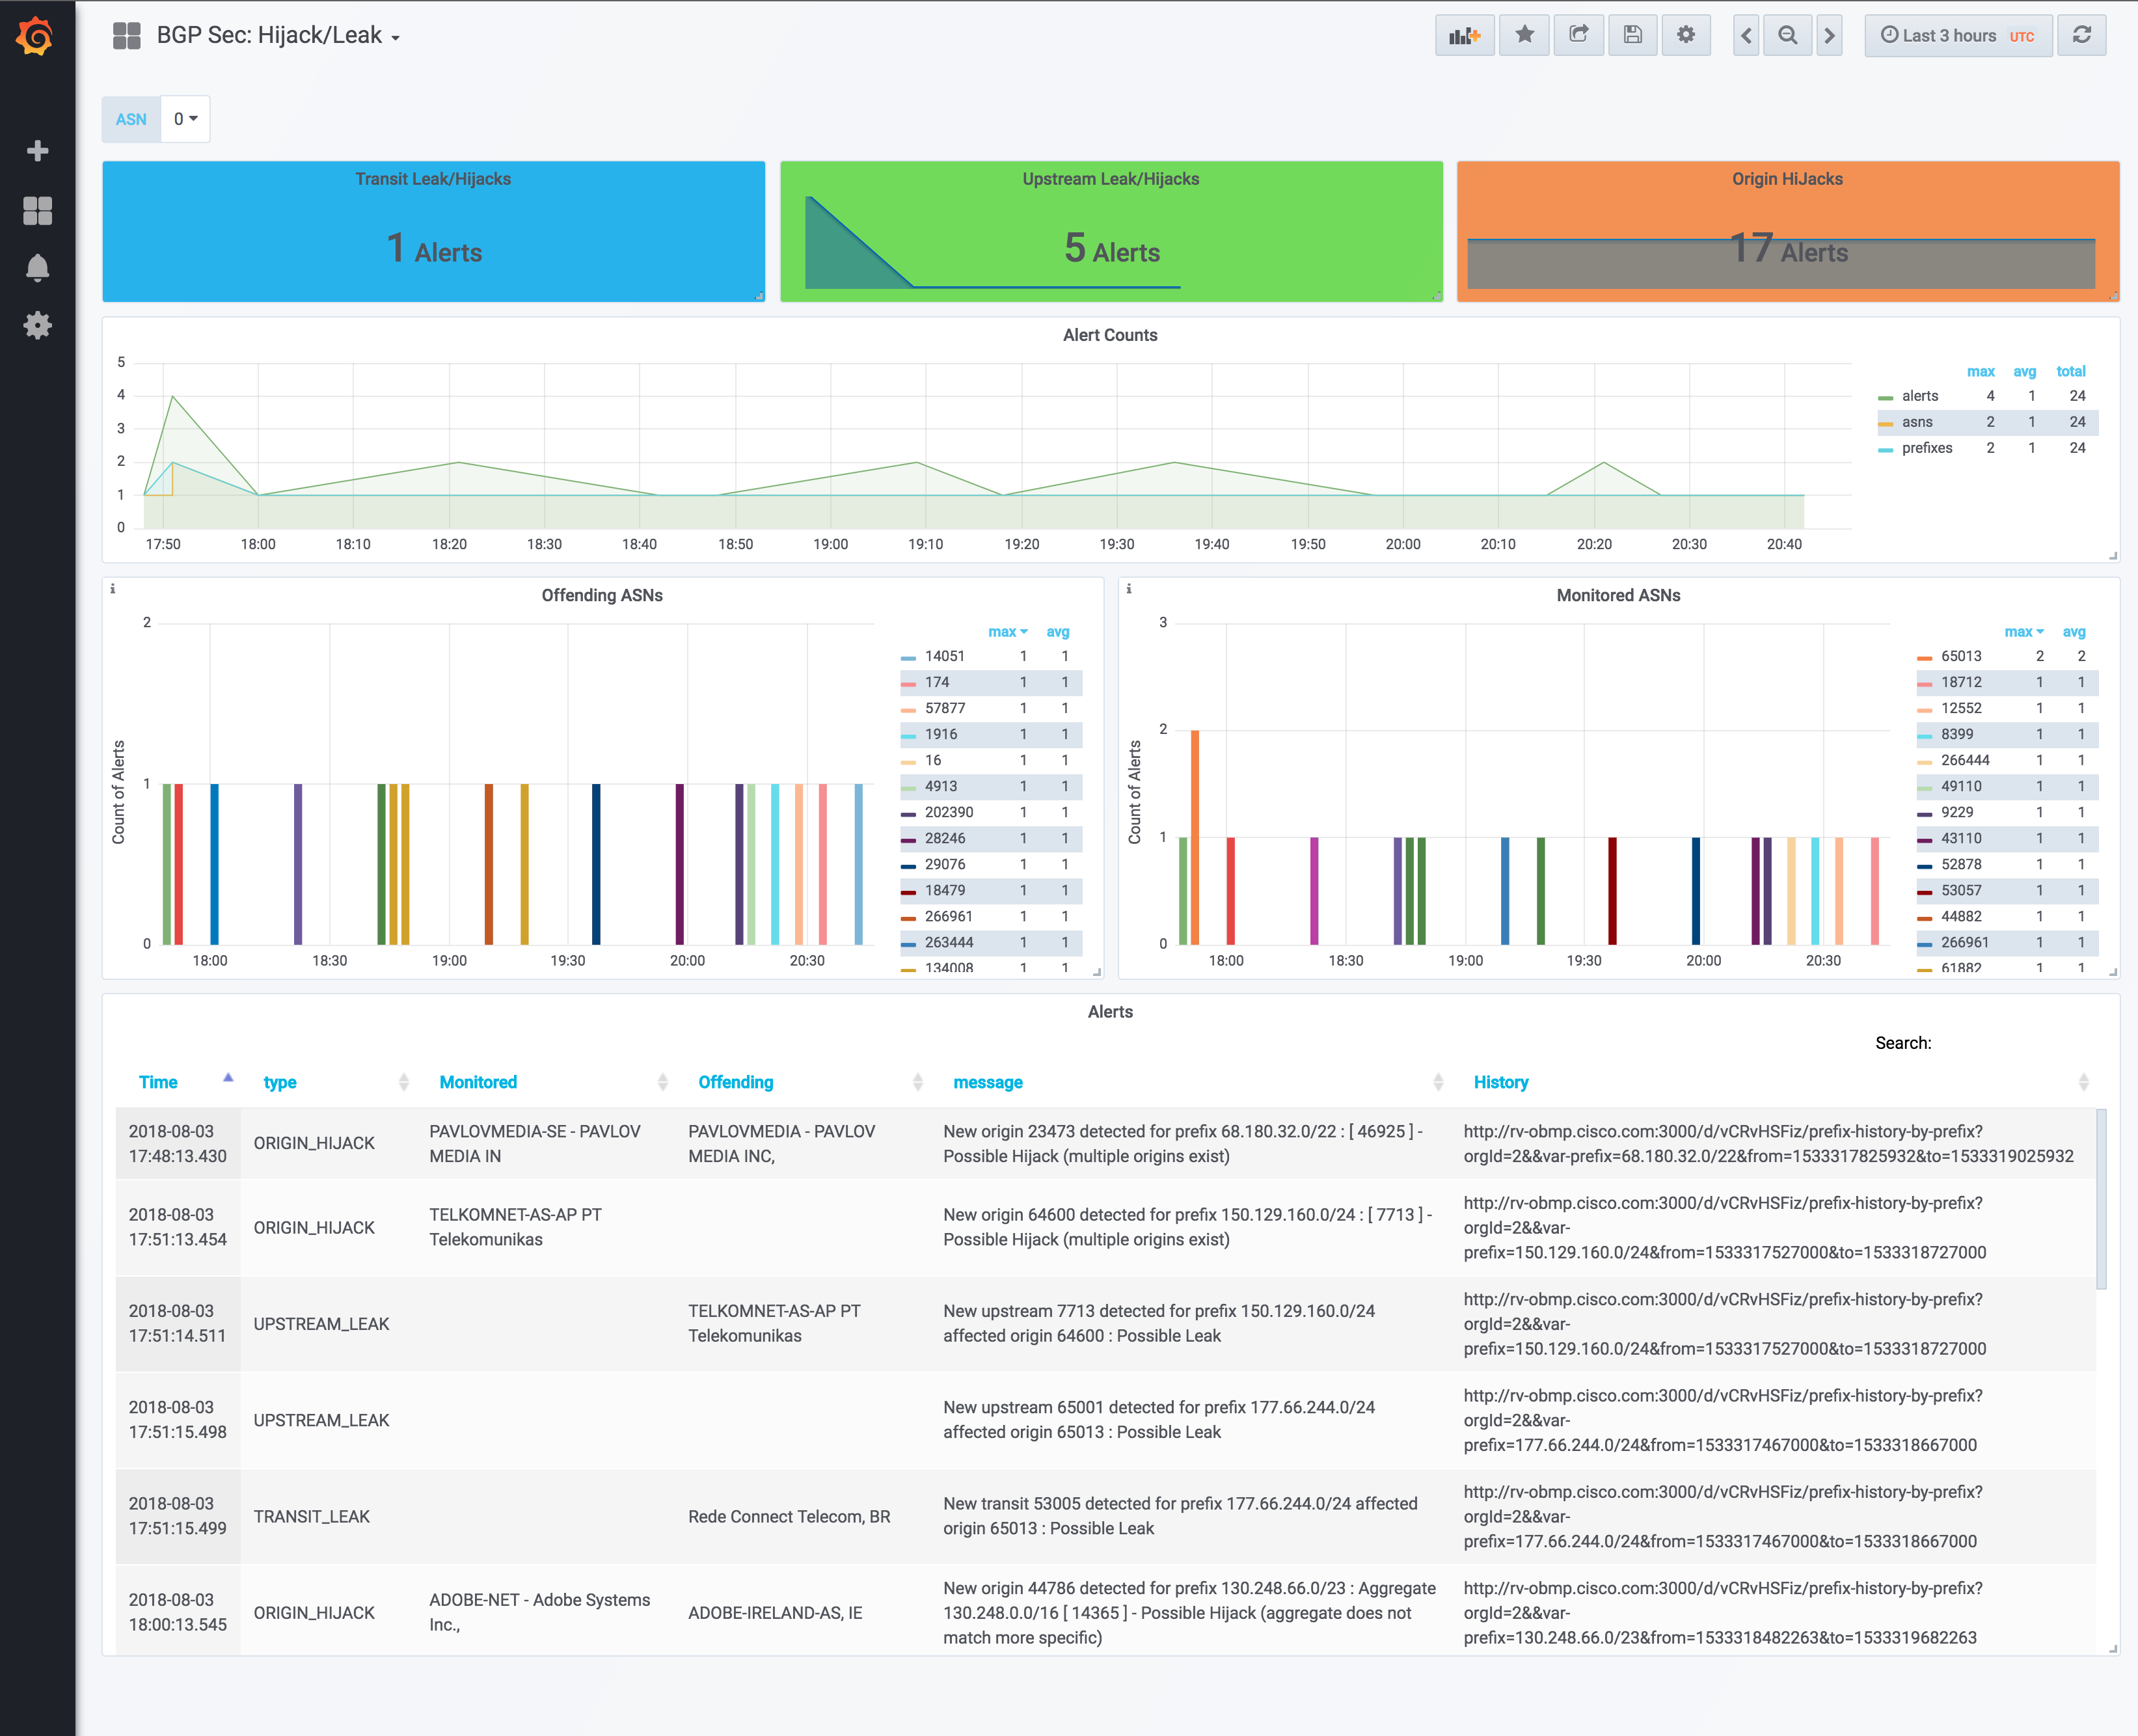 BGP Sec: Hijack/Leak
Last 3 hours UTC
ASN 0
Transit Leak/Hijacks
1 Alerts
Upstream Leak/Hijacks
5 Alerts
Origin HiJacks
17 Alerts
Alert Counts
5
4
3
2
1
0
17:50 18:00 18:10 18:20 18:30 18:40 18:50 19:00 19:10 19:20 19:30 19:40 19:50 20:00 20:10 20:20 20:30 20:40
max avg total
alerts 4 1 24
asns 2 1 24
prefixes 2 1 24
Offending ASNs
Count of Alerts
2
1
0
18:00 18:30 19:00 19:30 20:00 20:30
max avg
14051 1 1
174 1 1
57877 1 1
1916 1 1
16 1 1
4913 1 1
202390 1 1
28246 1 1
29076 1 1
18479 1 1
266961 1 1
263444 1 1
134008 1 1
Monitored ASNs
Count of Alerts
3
2
1
0
18:00 18:30 19:00 19:30 20:00 20:30
max avg
65013 2 2
18712 1 1
12552 1 1
8399 1 1
266444 1 1
49110 1 1
9229 1 1
43110 1 1
52878 1 1
53057 1 1
44882 1 1
266961 1 1
61882 1 1
Alerts
Search:
Time type Monitored Offending message History
2018-08-03
17:48:13.430
ORIGIN_HIJACK
PAVLOVMEDIA-SE - PAVLOV
MEDIA IN
PAVLOVMEDIA - PAVLOV
MEDIA INC,
New origin 23473 detected for prefix 68.180.32.0/22 : [ 46925 ] -
Possible Hijack (multiple origins exist)
http://rv-obmp.cisco.com:3000/d/vCRvHSFiz/prefix-history-by-prefix?
orgId=2&&var-prefix=68.180.32.0/22&from=1533317825932&to=1533319025932
2018-08-03
17:51:13.454
ORIGIN_HIJACK
TELKOMNET-AS-AP PT
Telekomunikas
New origin 64600 detected for prefix 150.129.160.0/24 : [ 7713 ] -
Possible Hijack (multiple origins exist)
http://rv-obmp.cisco.com:3000/d/vCRvHSFiz/prefix-history-by-prefix?
orgId=2&&var-
prefix=150.129.160.0/24&from=1533317527000&to=1533318727000
2018-08-03
17:51:14.511
UPSTREAM_LEAK
TELKOMNET-AS-AP PT
Telekomunikas
New upstream 7713 detected for prefix 150.129.160.0/24
affected origin 64600 : Possible Leak
http://rv-obmp.cisco.com:3000/d/vCRvHSFiz/prefix-history-by-prefix?
orgId=2&&var-
prefix=150.129.160.0/24&from=1533317527000&to=1533318727000
2018-08-03
17:51:15.498
UPSTREAM_LEAK
New upstream 65001 detected for prefix 177.66.244.0/24
affected origin 65013 : Possible Leak
http://rv-obmp.cisco.com:3000/d/vCRvHSFiz/prefix-history-by-prefix?
orgId=2&&var-
prefix=177.66.244.0/24&from=1533317467000&to=1533318667000
2018-08-03
17:51:15.499
TRANSIT_LEAK
Rede Connect Telecom, BR
New transit 53005 detected for prefix 177.66.244.0/24 affected
origin 65013 : Possible Leak
http://rv-obmp.cisco.com:3000/d/vCRvHSFiz/prefix-history-by-prefix?
orgId=2&&var-
prefix=177.66.244.0/24&from=1533317467000&to=1533318667000
2018-08-03
18:00:13.545
ORIGIN_HIJACK
ADOBE-NET - Adobe Systems
Inc.,
ADOBE-IRELAND-AS, IE
New origin 44786 detected for prefix 130.248.66.0/23 : Aggregate
130.248.0.0/16 [ 14365 ] - Possible Hijack (aggregate does not
match more specific)
http://rv-obmp.cisco.com:3000/d/vCRvHSFiz/prefix-history-by-prefix?
orgId=2&&var-
prefix=130.248.66.0/23&from=1533318482263&to=1533319682263